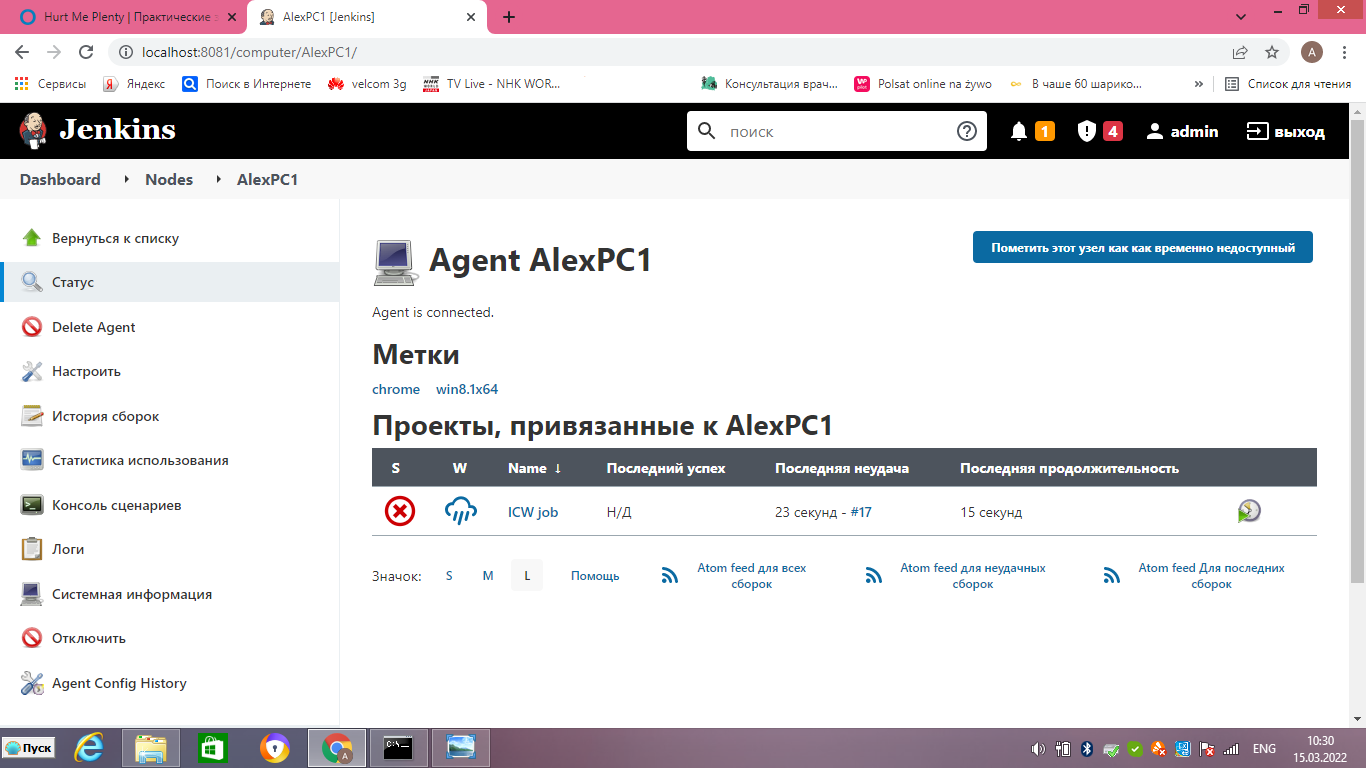 Hurt Me Plenty | Практические з
AlexPC1 [Jenkins]
localhost:8081/computer/AlexPC1/
A
Сервисы
Яндекс
Поиск в Интернете
velcom 3g
TV Live - NHK WOR...
Консультация врач...
Polsat online na żywo
В чаше 60 шарико...
»
Список для чтения
Jenkins
поиск
1
4
admin
выход
Dashboard
Nodes
AlexPC1
Вернуться к списку
Статус
Delete Agent
Настроить
История сборок
Статистика использования
Консоль сценариев
Логи
Системная информация
Отключить
Agent Config History
Agent AlexPC1
Пометить этот узел как как временно недоступный
Agent is connected.
Метки
chrome win8.1x64
Проекты, привязанные к AlexPC1
S W Name ↓ Последний успех Последняя неудача Последняя продолжительность
ICW job Н/Д 23 секунд - #17 15 секунд
Значок: S M L Помощь
Atom feed для всех
сборок
Atom feed для неудачных
сборок
Atom feed Для последних
сборок
Пуск
ENG
10:30
15.03.2022